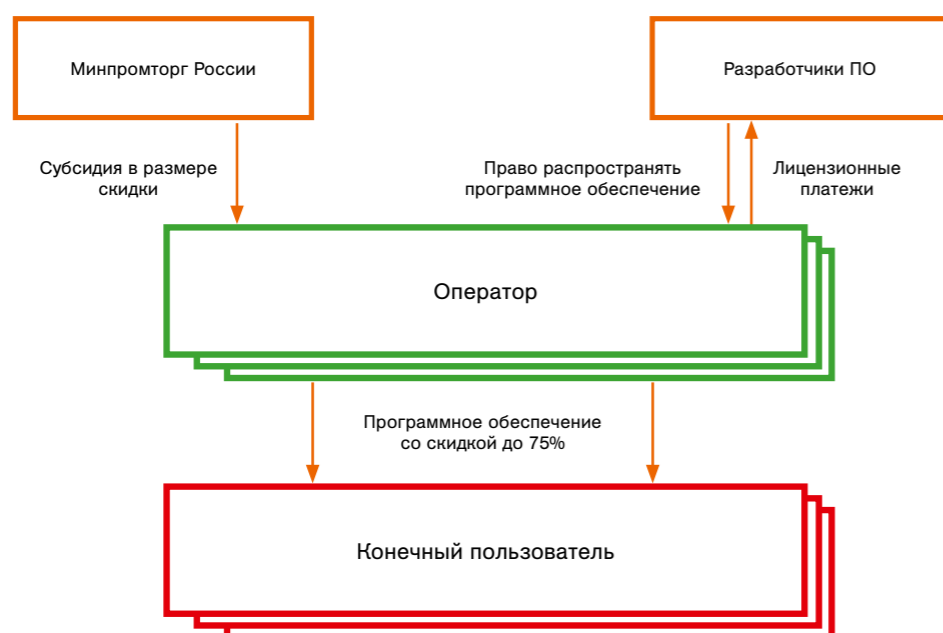 Минпромторг России
Разработчики ПО
Субсидия в размере
скидки
Право распространять
программное обеспечение
Лицензионные
платежи
Оператор
Программное обеспечение
со скидкой до 75%
Конечный пользователь